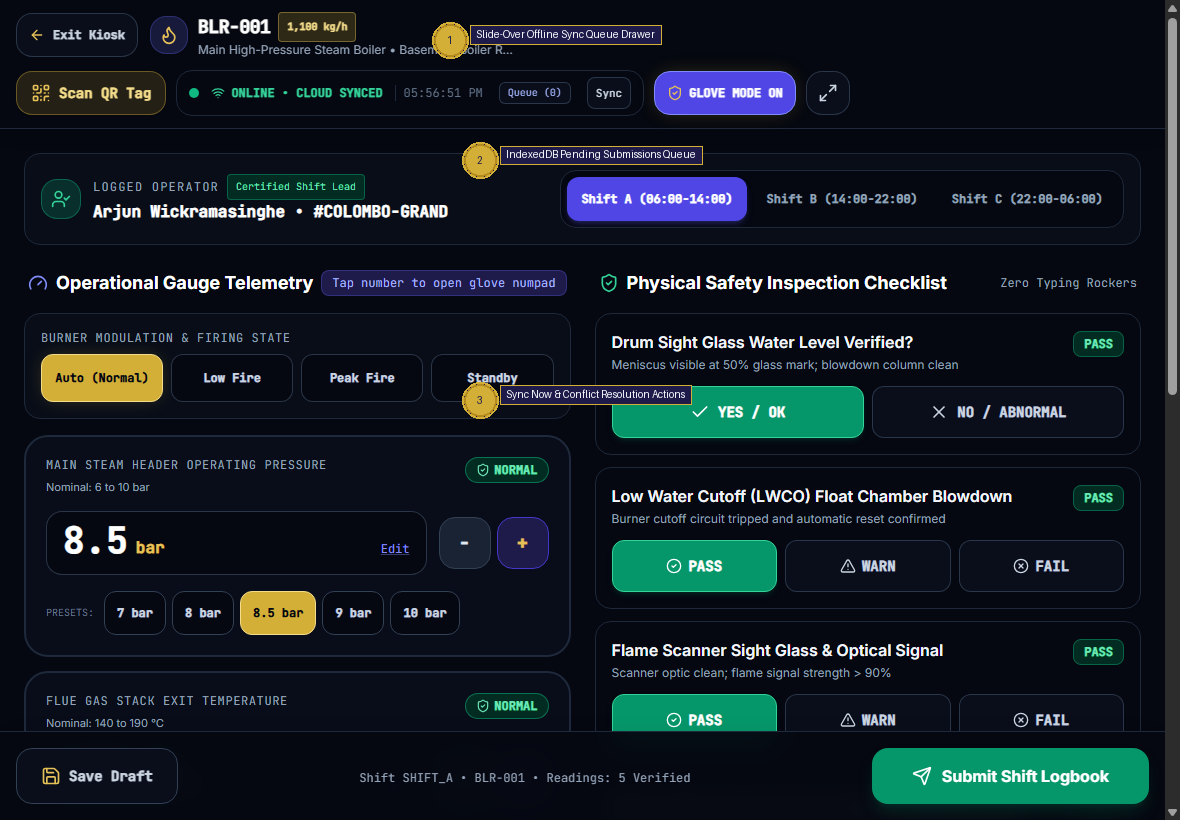 Exit Kiosk
BLR-001
1,100 kg/h
1
Slide-Over Offline Sync Queue Drawer
Main High-Pressure Steam Boiler • Basem
oiler R...
Scan QR Tag
ONLINE • CLOUD SYNCED
05:56:51 PM
Queue (0)
Sync
GLOVE MODE ON
2
IndexedDB Pending Submissions Queue
LOGGED OPERATOR
Certified Shift Lead
Arjun Wickramasinghe • #COLOMBO-GRAND
Shift A (06:00-14:00)
Shift B (14:00-22:00)
Shift C (22:00-06:00)
Operational Gauge Telemetry
Tap number to open glove numpad
BURNER MODULATION & FIRING STATE
Auto (Normal)
Low Fire
Peak Fire
Standby
3
Sync Now & Conflict Resolution Actions
MAIN STEAM HEADER OPERATING PRESSURE
Nominal: 6 to 10 bar
NORMAL
8.5 bar
Edit
-
+
PRESETS:
7 bar
8 bar
8.5 bar
9 bar
10 bar
FLUE GAS STACK EXIT TEMPERATURE
Nominal: 140 to 190 °C
NORMAL
Physical Safety Inspection Checklist
Zero Typing Rockers
Drum Sight Glass Water Level Verified?
PASS
Meniscus visible at 50% glass mark; blowdown column clean
YES / OK
NO / ABNORMAL
Low Water Cutoff (LWCO) Float Chamber Blowdown
PASS
Burner cutoff circuit tripped and automatic reset confirmed
PASS
WARN
FAIL
Flame Scanner Sight Glass & Optical Signal
PASS
Scanner optic clean; flame signal strength > 90%
PASS
WARN
FAIL
Save Draft
Shift SHIFT_A • BLR-001 • Readings: 5 Verified
Submit Shift Logbook